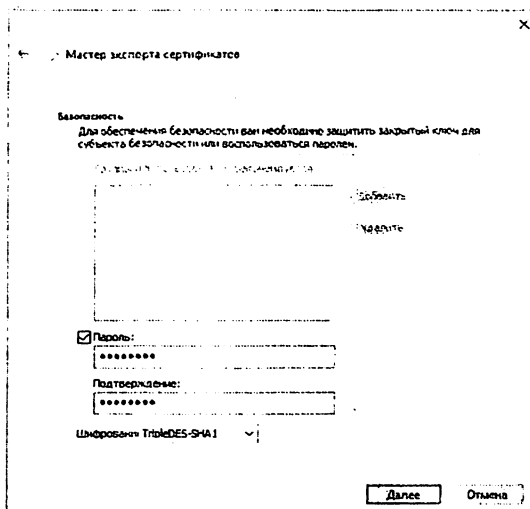 Мастер экспорта сертификатов
Безопасность
Для обеспечения безопасности вам необходимо защитить закрытый ключ для
субъекта безопасности или воспользоваться паролем.
Добавить
Удалить
Пароль:
••••••••
Подтверждение:
••••••••
Шифрования TripleDES-SHA1
Далее
Отмена